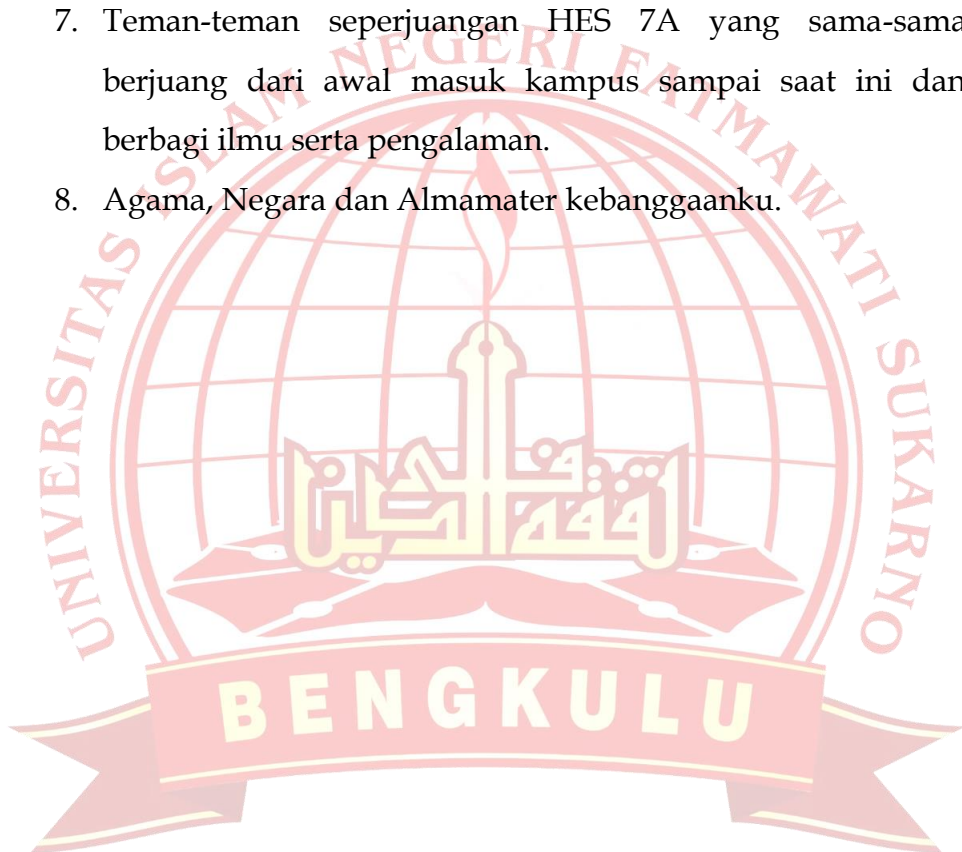 7. Teman-teman seperjuangan HES 7A yang sama-sama
berjuang dari awal masuk kampus sampai saat ini dan
berbagi ilmu serta pengalaman.
8. Agama, Negara dan Almamater kebanggaanku.
UNIVERSITAS ISLAM NEGERI FATMAWATI SUKARNO
BENGKULU